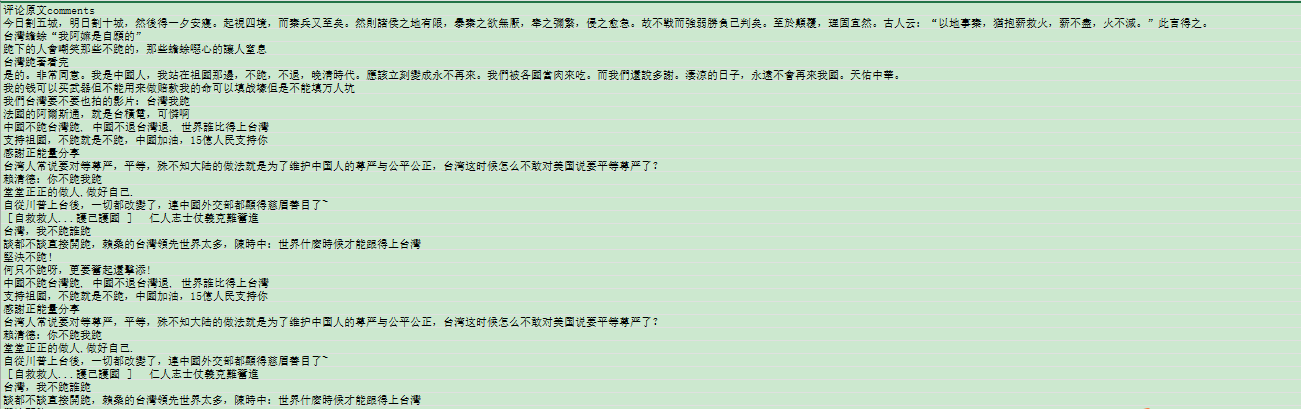 评论原文comments
今日割五城，明日割十城，然後得一夕安寢。起視四境，而秦兵又至矣。然則諸侯之地有限，暴秦之欲無厭，奉之彌繁，侵之愈急。故不戰而強弱勝負已判矣。至於顛覆，理固宜然。古人云：“以地事秦，猶抱薪救火，薪不盡，火不滅。”此言得之。
台灣蟾蜍“我阿嬤是自願的”
跪下的人會嘲笑那些不跪的，那些蟾蜍噁心的讓人窒息
台灣跪著看完
是的。非常同意。我是中國人，我站在祖國那邊，不跪，不退，晚清時代。應該立刻變成永不再來。我們被各國當肉來吃。而我們還說多謝。淒涼的日子，永遠不會再來我國。天佑中華。
我的钱可以买武器但不能用来做赔款我的命可以填战壕但是不能填万人坑
我們台灣要不要也拍的影片：台灣我跪
法國的阿爾斯通，就是台積電，可憐啊
中國不跪台灣跪. 中國不退台灣退. 世界誰比得上台灣
支持祖國，不跪就是不跪，中國加油，15億人民支持你
感謝正能量分享
台湾人常说要对等尊严，平等，殊不知大陆的做法就是为了维护中国人的尊严与公平公正，台湾这时候怎么不敢对美国说要平等尊严了？
賴清德：你不跪我跪
堂堂正正的做人.做好自己.
自從川普上台後，一切都改變了，連中國外交部都顯得慈眉善目了~
[自救救人...護己護國 ]  仁人志士仗義克難奮進
台灣，我不跪誰跪
談都不談直接開跪，賴桑的台灣領先世界太多，陳時中：世界什麼時候才能跟得上台灣
堅決不跪!
何只不跪呀，更要奮起還擊添!
中國不跪台灣跪. 中國不退台灣退. 世界誰比得上台灣
支持祖國，不跪就是不跪，中國加油，15億人民支持你
感謝正能量分享
台湾人常说要对等尊严，平等，殊不知大陆的做法就是为了维护中国人的尊严与公平公正，台湾这时候怎么不敢对美国说要平等尊严了？
賴清德：你不跪我跪
堂堂正正的做人.做好自己.
自從川普上台後，一切都改變了，連中國外交部都顯得慈眉善目了~
[自救救人...護己護國 ]  仁人志士仗義克難奮進
台灣，我不跪誰跪
談都不談直接開跪，賴桑的台灣領先世界太多，陳時中：世界什麼時候才能跟得上台灣